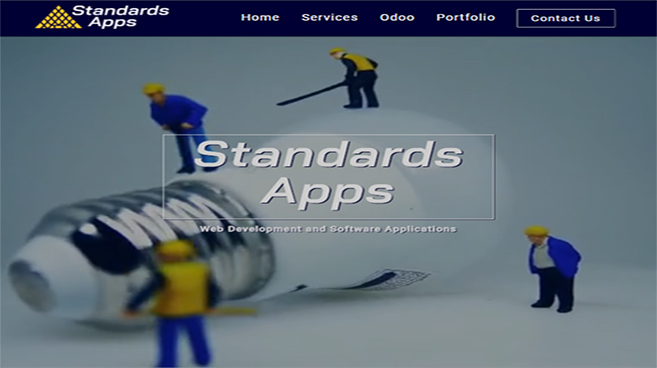 Standards
Apps
Home Services Odoo Portfolio Contact Us
Standards
Apps
Web Development and Software Applications